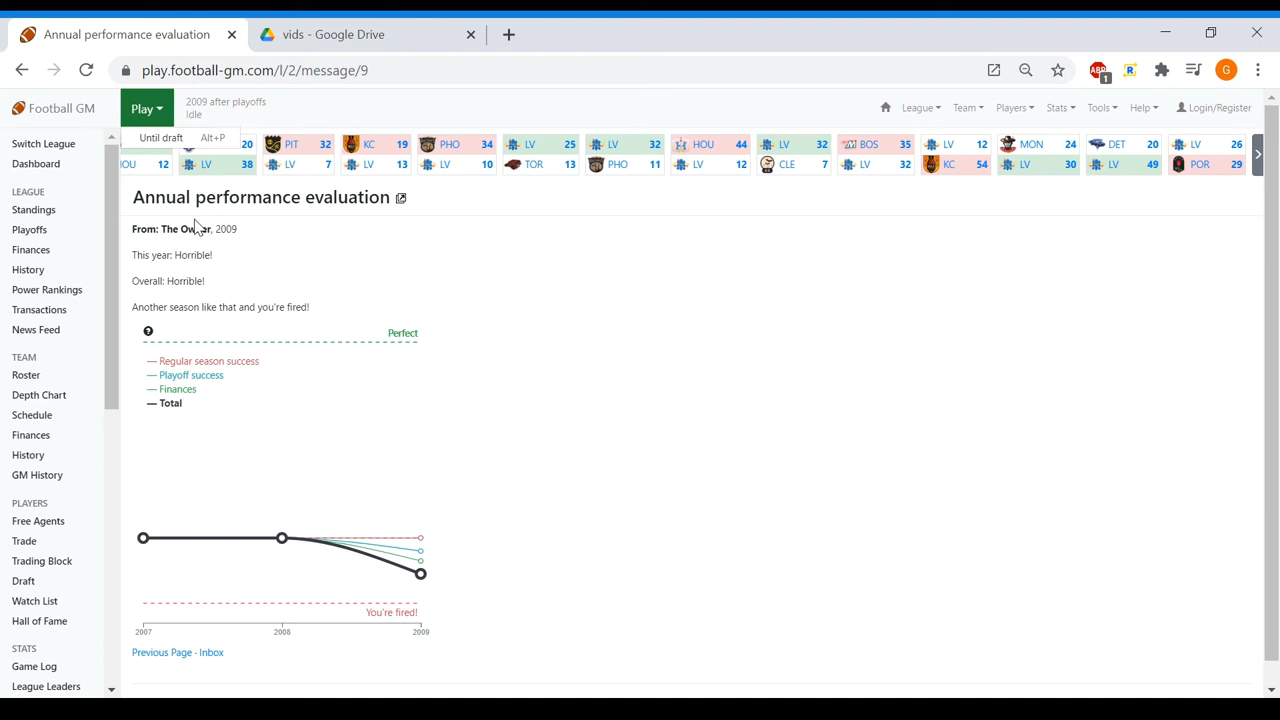 Annual performance evaluation
vids - Google Drive
play.football-gm.com/l/2/message/9
ABP
1
G
Football GM
Play
2009 after playoffs
Idle
League
Team
Players
Stats
Tools
Help
Login/Register
Until draft Alt+P
20 PIT 32 KC 19 PHO 34 LV 25 LV 32 HOU 44 LV 32 BOS 35 LV 12 MON 24 DET 20 LV 26
IOU 12 LV 38 LV 7 LV 13 LV 10 TOR 13 PHO 11 LV 12 CLE 7 LV 32 KC 54 LV 30 LV 49 POR 29
Switch League
Dashboard
LEAGUE
Standings
Playoffs
Finances
History
Power Rankings
Transactions
News Feed
TEAM
Roster
Depth Chart
Schedule
Finances
History
GM History
PLAYERS
Free Agents
Trade
Trading Block
Draft
Watch List
Hall of Fame
STATS
Game Log
League Leaders
Annual performance evaluation
From: The Owner, 2009
This year: Horrible!
Overall: Horrible!
Another season like that and you're fired!
Perfect
— Regular season success
— Playoff success
— Finances
— Total
You're fired!
2007 2008 2009
Previous Page · Inbox